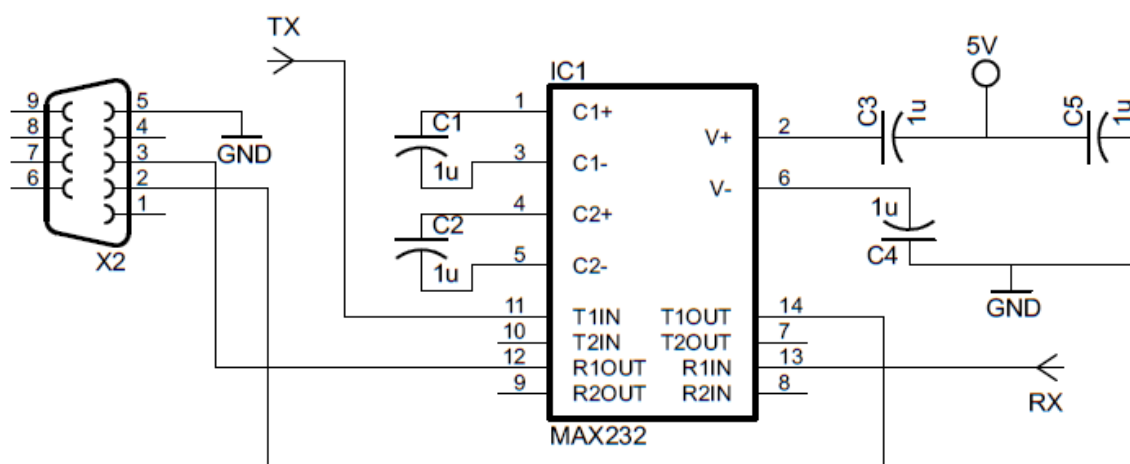 TX
5V
IC1
9
8
7
6
5
4
3
2
1
GND
X2
1
3
4
5
11
10
12
9
C1
1u
C2
1u
C1+
C1-
C2+
C2-
V+
V-
T1IN T1OUT
T2IN T2OUT
R1OUT R1IN
R2OUT R2IN
MAX232
2
6
14
7
13
8
C3
1u
C5
1u
1u
C4
GND
RX